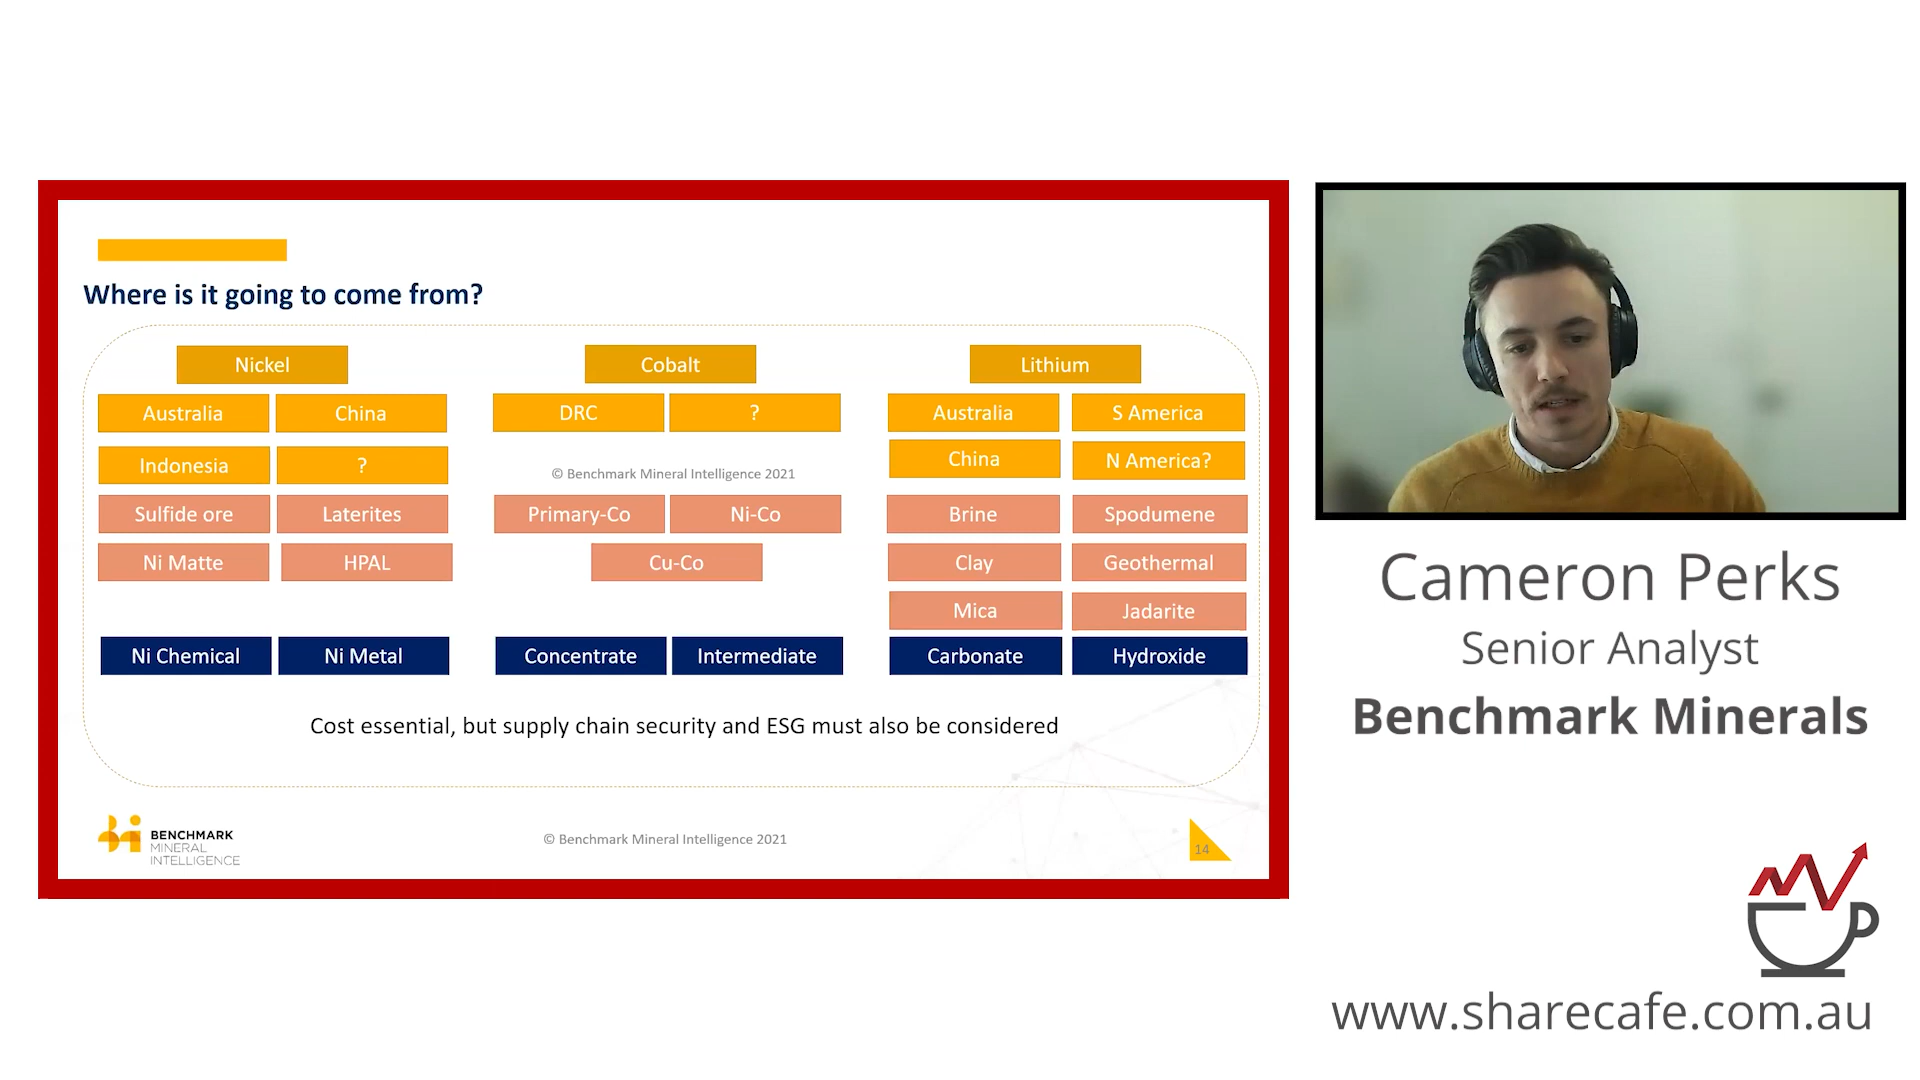 Where is it going to come from?
Nickel Cobalt Lithium
Australia China DRC ? Australia S America
Indonesia ? China N America?
© Benchmark Mineral Intelligence 2021
Sulfide ore Laterites Primary-Co Ni-Co Brine Spodumene
Ni Matte HPAL Cu-Co Clay Geothermal
Mica Jadarite
Ni Chemical Ni Metal Concentrate Intermediate Carbonate Hydroxide
Cost essential, but supply chain security and ESG must also be considered
BENCHMARK
MINERAL
INTELLIGENCE
© Benchmark Mineral Intelligence 2021
14
Cameron Perks
Senior Analyst
Benchmark Minerals
www.sharecafe.com.au